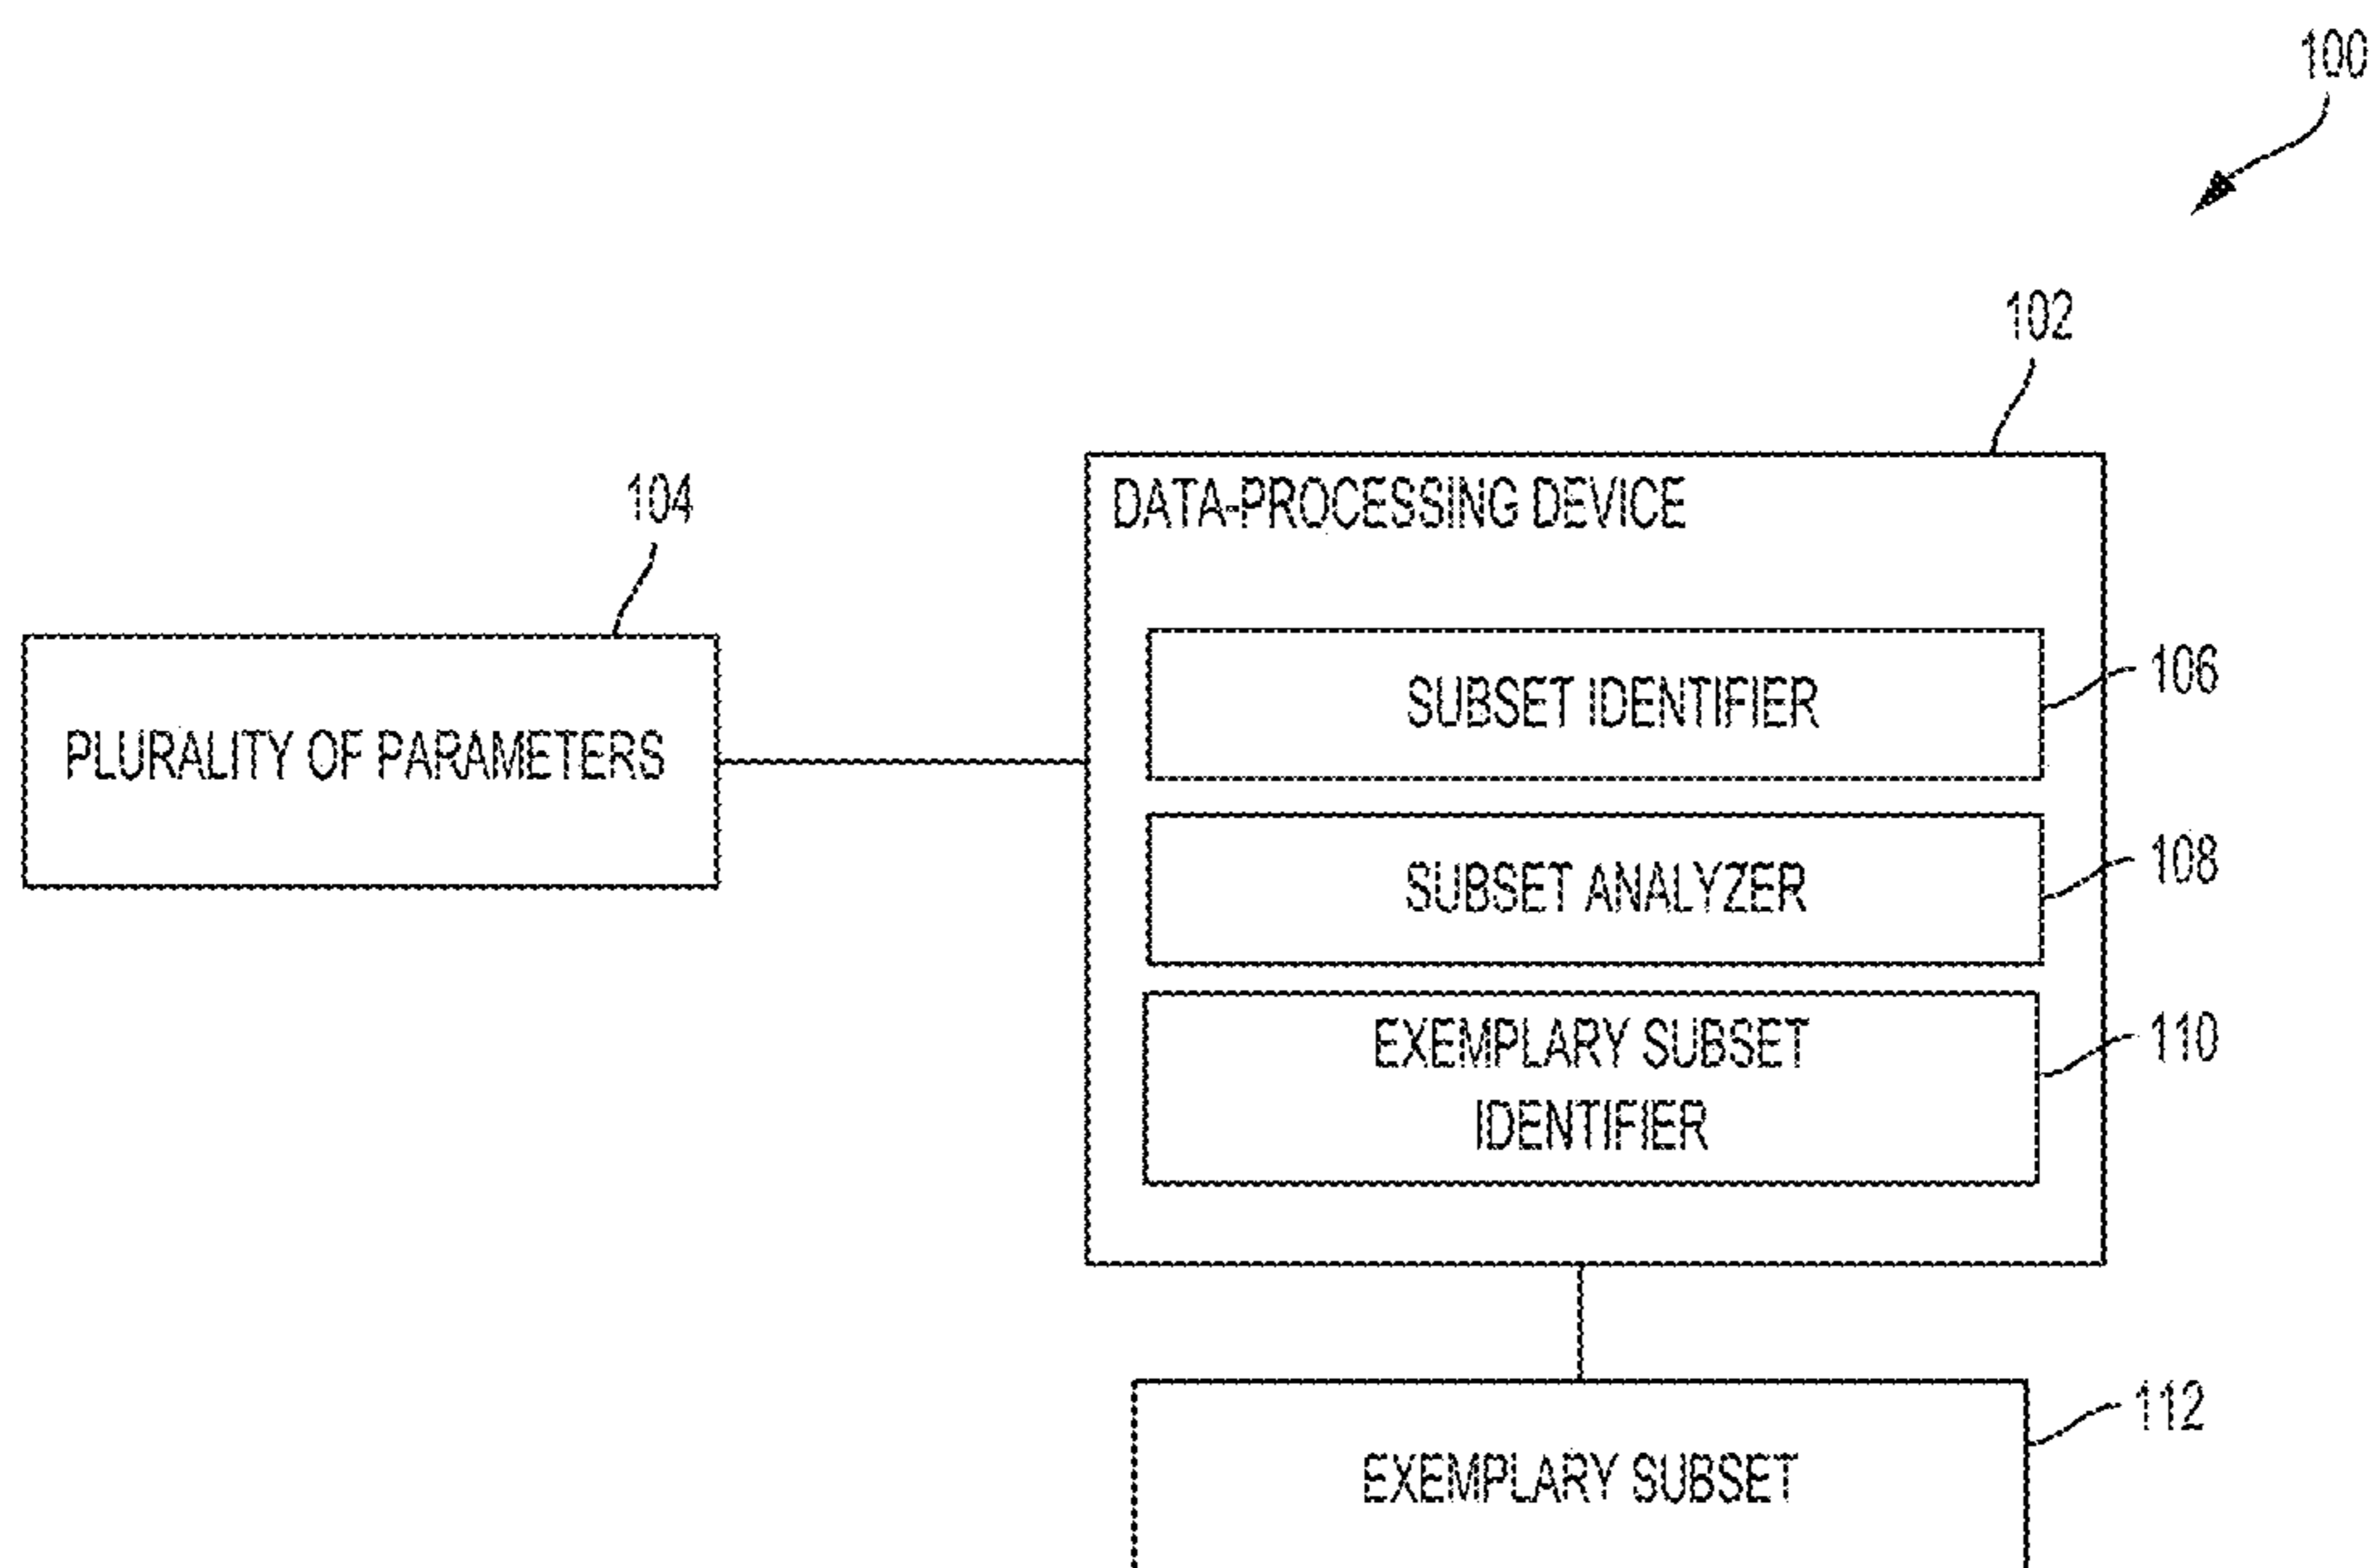 100
102
DATA-PROCESSING DEVICE
104
PLURALITY OF PARAMETERS
SUBSET IDENTIFIER
106
SUBSET ANALYZER
108
EXEMPLARY SUBSET
IDENTIFIER
110
112
EXEMPLARY SUBSET